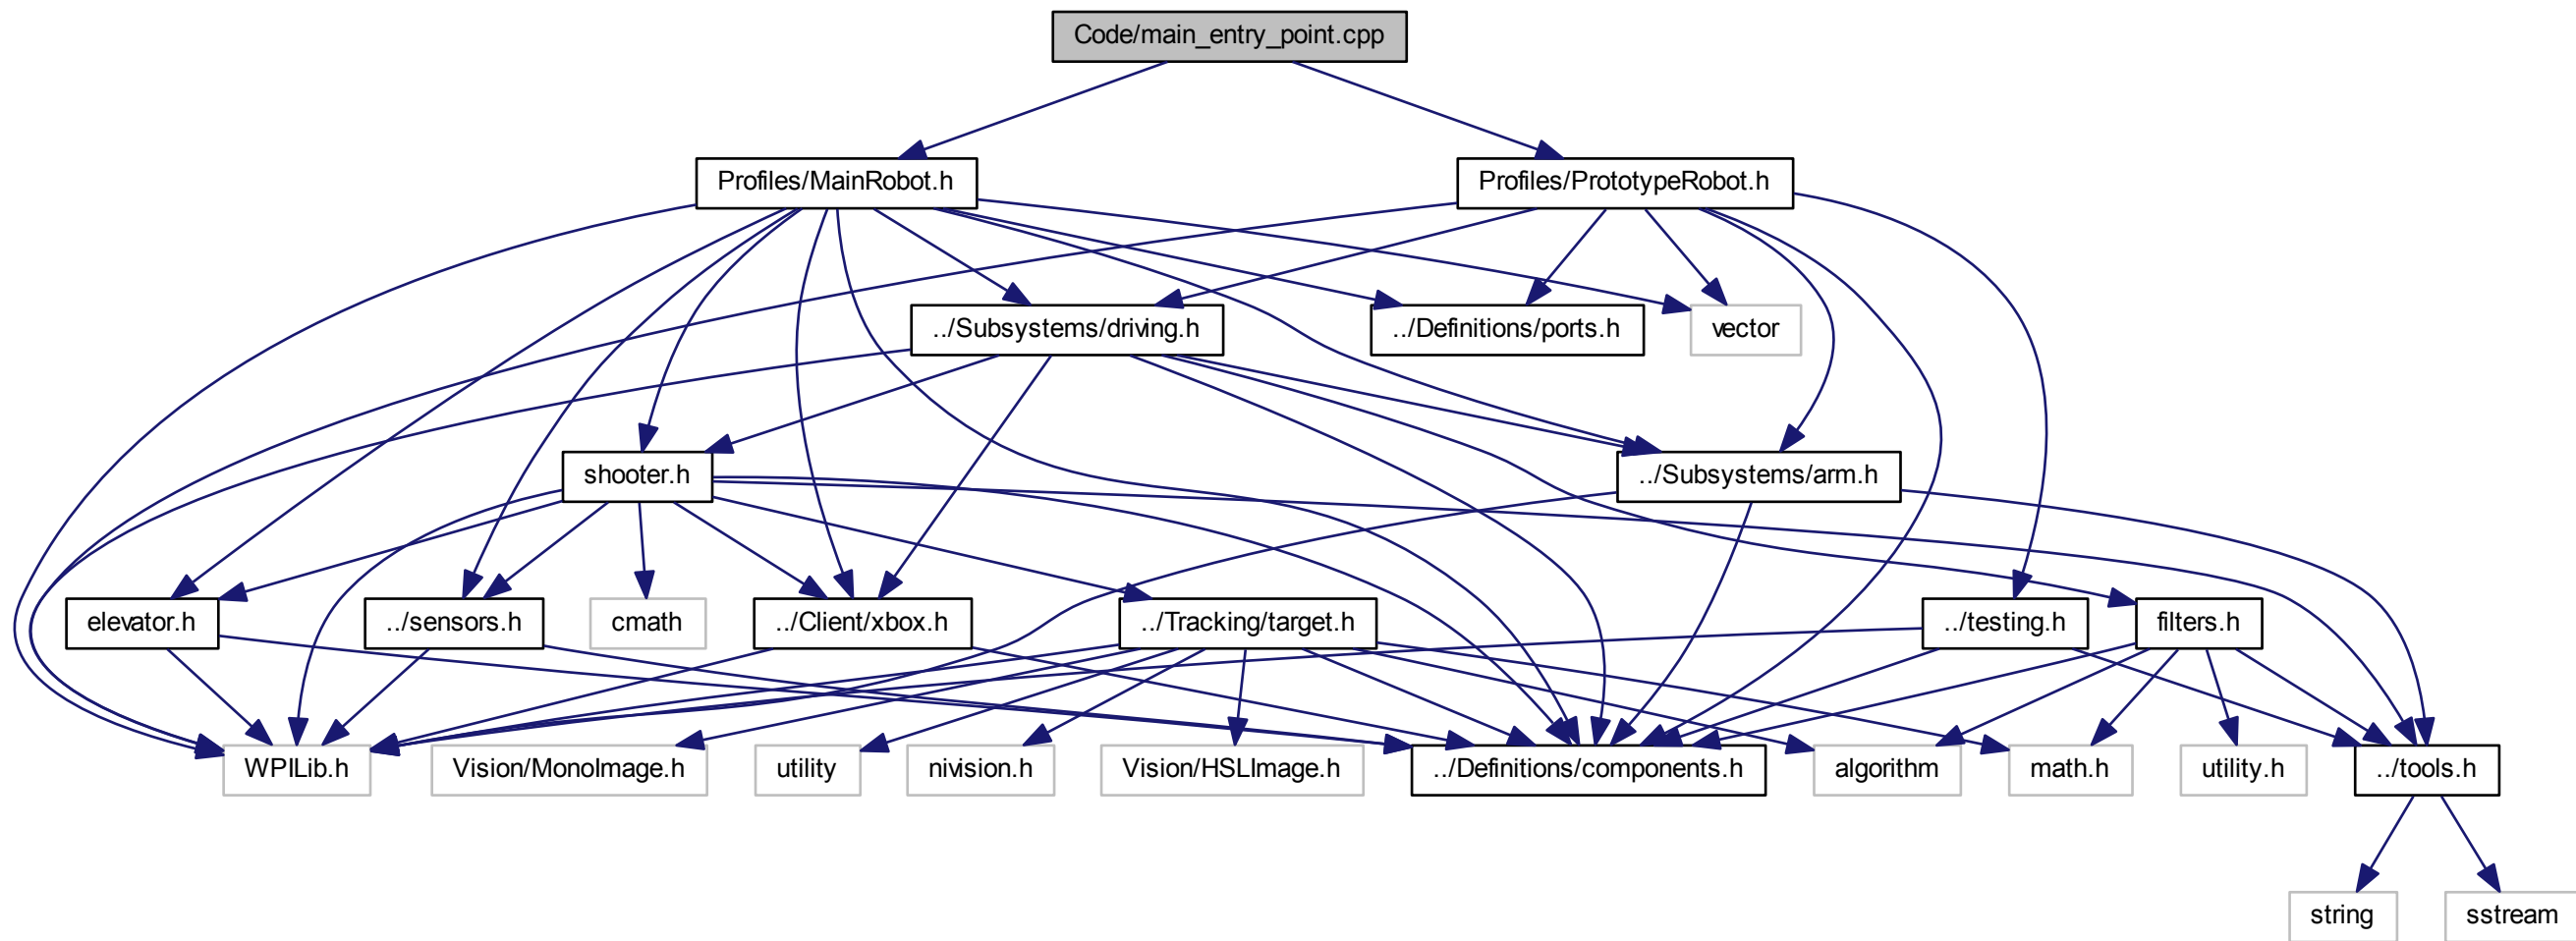 Code/main_entry_point.cpp
Profiles/MainRobot.h
Profiles/PrototypeRobot.h
../Subsystems/driving.h
../Definitions/ports.h
vector
shooter.h
../Subsystems/arm.h
elevator.h
../sensors.h
cmath
../Client/xbox.h
../Tracking/target.h
../testing.h
filters.h
WPILib.h
Vision/MonoImage.h
utility
nivision.h
Vision/HSLImage.h
../Definitions/components.h
algorithm
math.h
utility.h
../tools.h
string
sstream